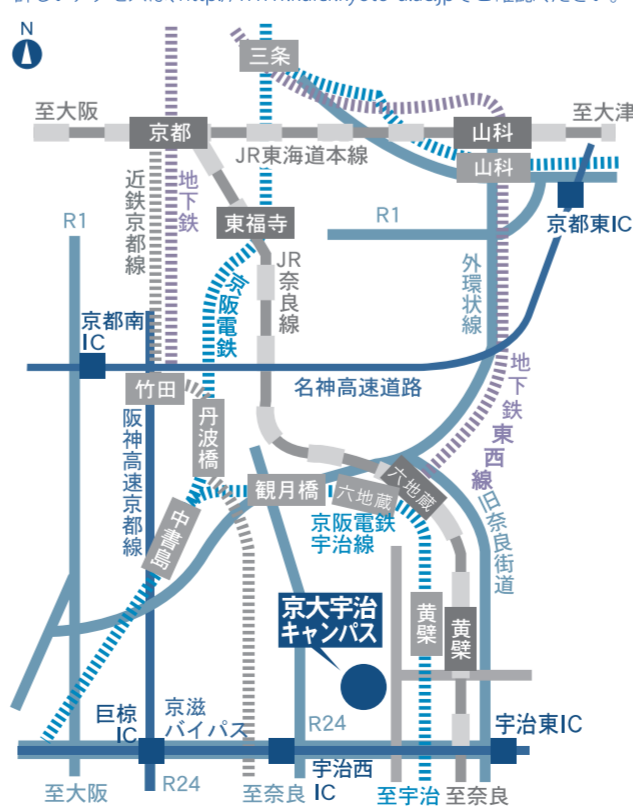 N
三条
至大阪
京都
山科
至大津
JR東海道本線
山科
近鉄京都線
地下鉄
東福寺
R1
R1
京都東IC
JR奈良線
外環状線
京阪電鉄
京都南
IC
名神高速道路
地下鉄東西線
竹田
阪神高速京都線
丹波橋
観月橋
六地蔵
六地蔵
旧奈良街道
京阪電鉄
宇治線
中書島
京大宇治
キャンパス
黄檗
黄檗
巨椋
IC
京滋
バイパス
R24
宇治東IC
宇治西
IC
至大阪
R24
至奈良
至宇治
至奈良